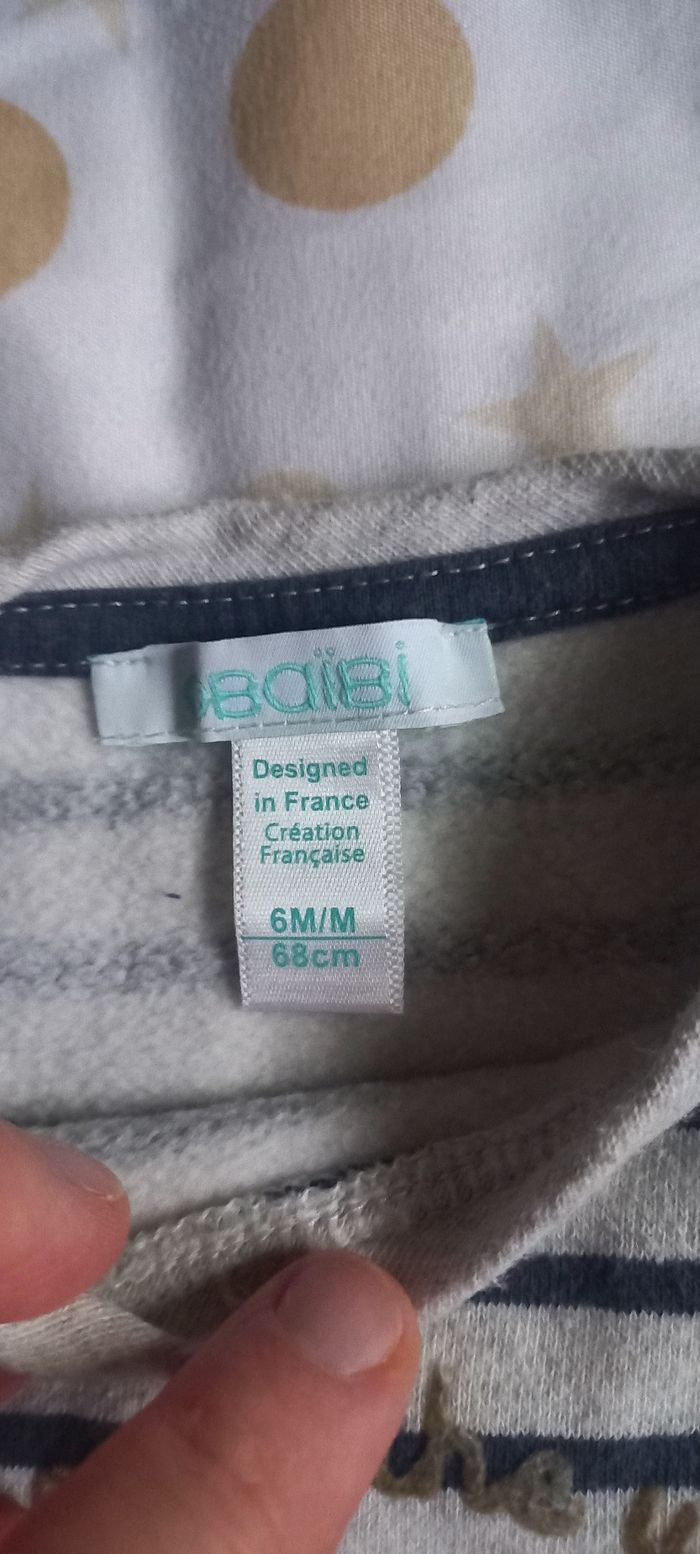 OBAÏBI
Designed
in France
Création
Française
6M/M
68cm